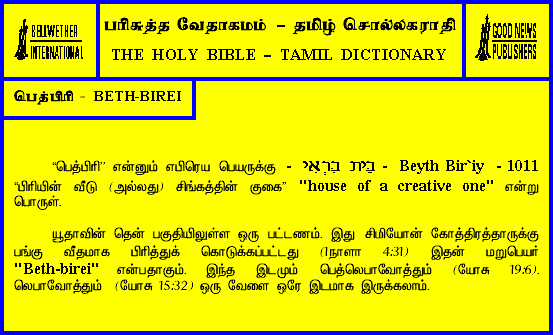 BELLWETHER
INTERNATIONAL
பரிசுத்த வேதாகமம் – தமிழ் சொல்லகராதி
THE HOLY BIBLE – TAMIL DICTIONARY
GOOD NEWS
PUBLISHERS
பெத்பிரி - BETH-BIREI
“பெத்பிரி” என்னும் எபிரெய பெயருக்கு - בֵּית בִּרְאִי - Beyth Bir`iy - 1011
“பிரியின் வீடு (அல்லது) சிங்கத்தின் குகை” "house of a creative one" என்று
பொருள்.
யூதாவின் தென் பகுதியிலுள்ள ஒரு பட்டணம். இது சிமியோன் கோத்திரத்தாருக்கு
பங்கு வீதமாக பிரித்துக் கொடுக்கப்பட்டது (1நாளா 4:31) இதன் மறுபெயர்
"Beth-birei" என்பதாகும். இந்த இடமும் பெத்லெபாவோத்தும் (யோசு 19:6).
லெபாவோத்தும் (யோசு 15:32) ஒரு வேளை ஒரே இடமாக இருக்கலாம்.